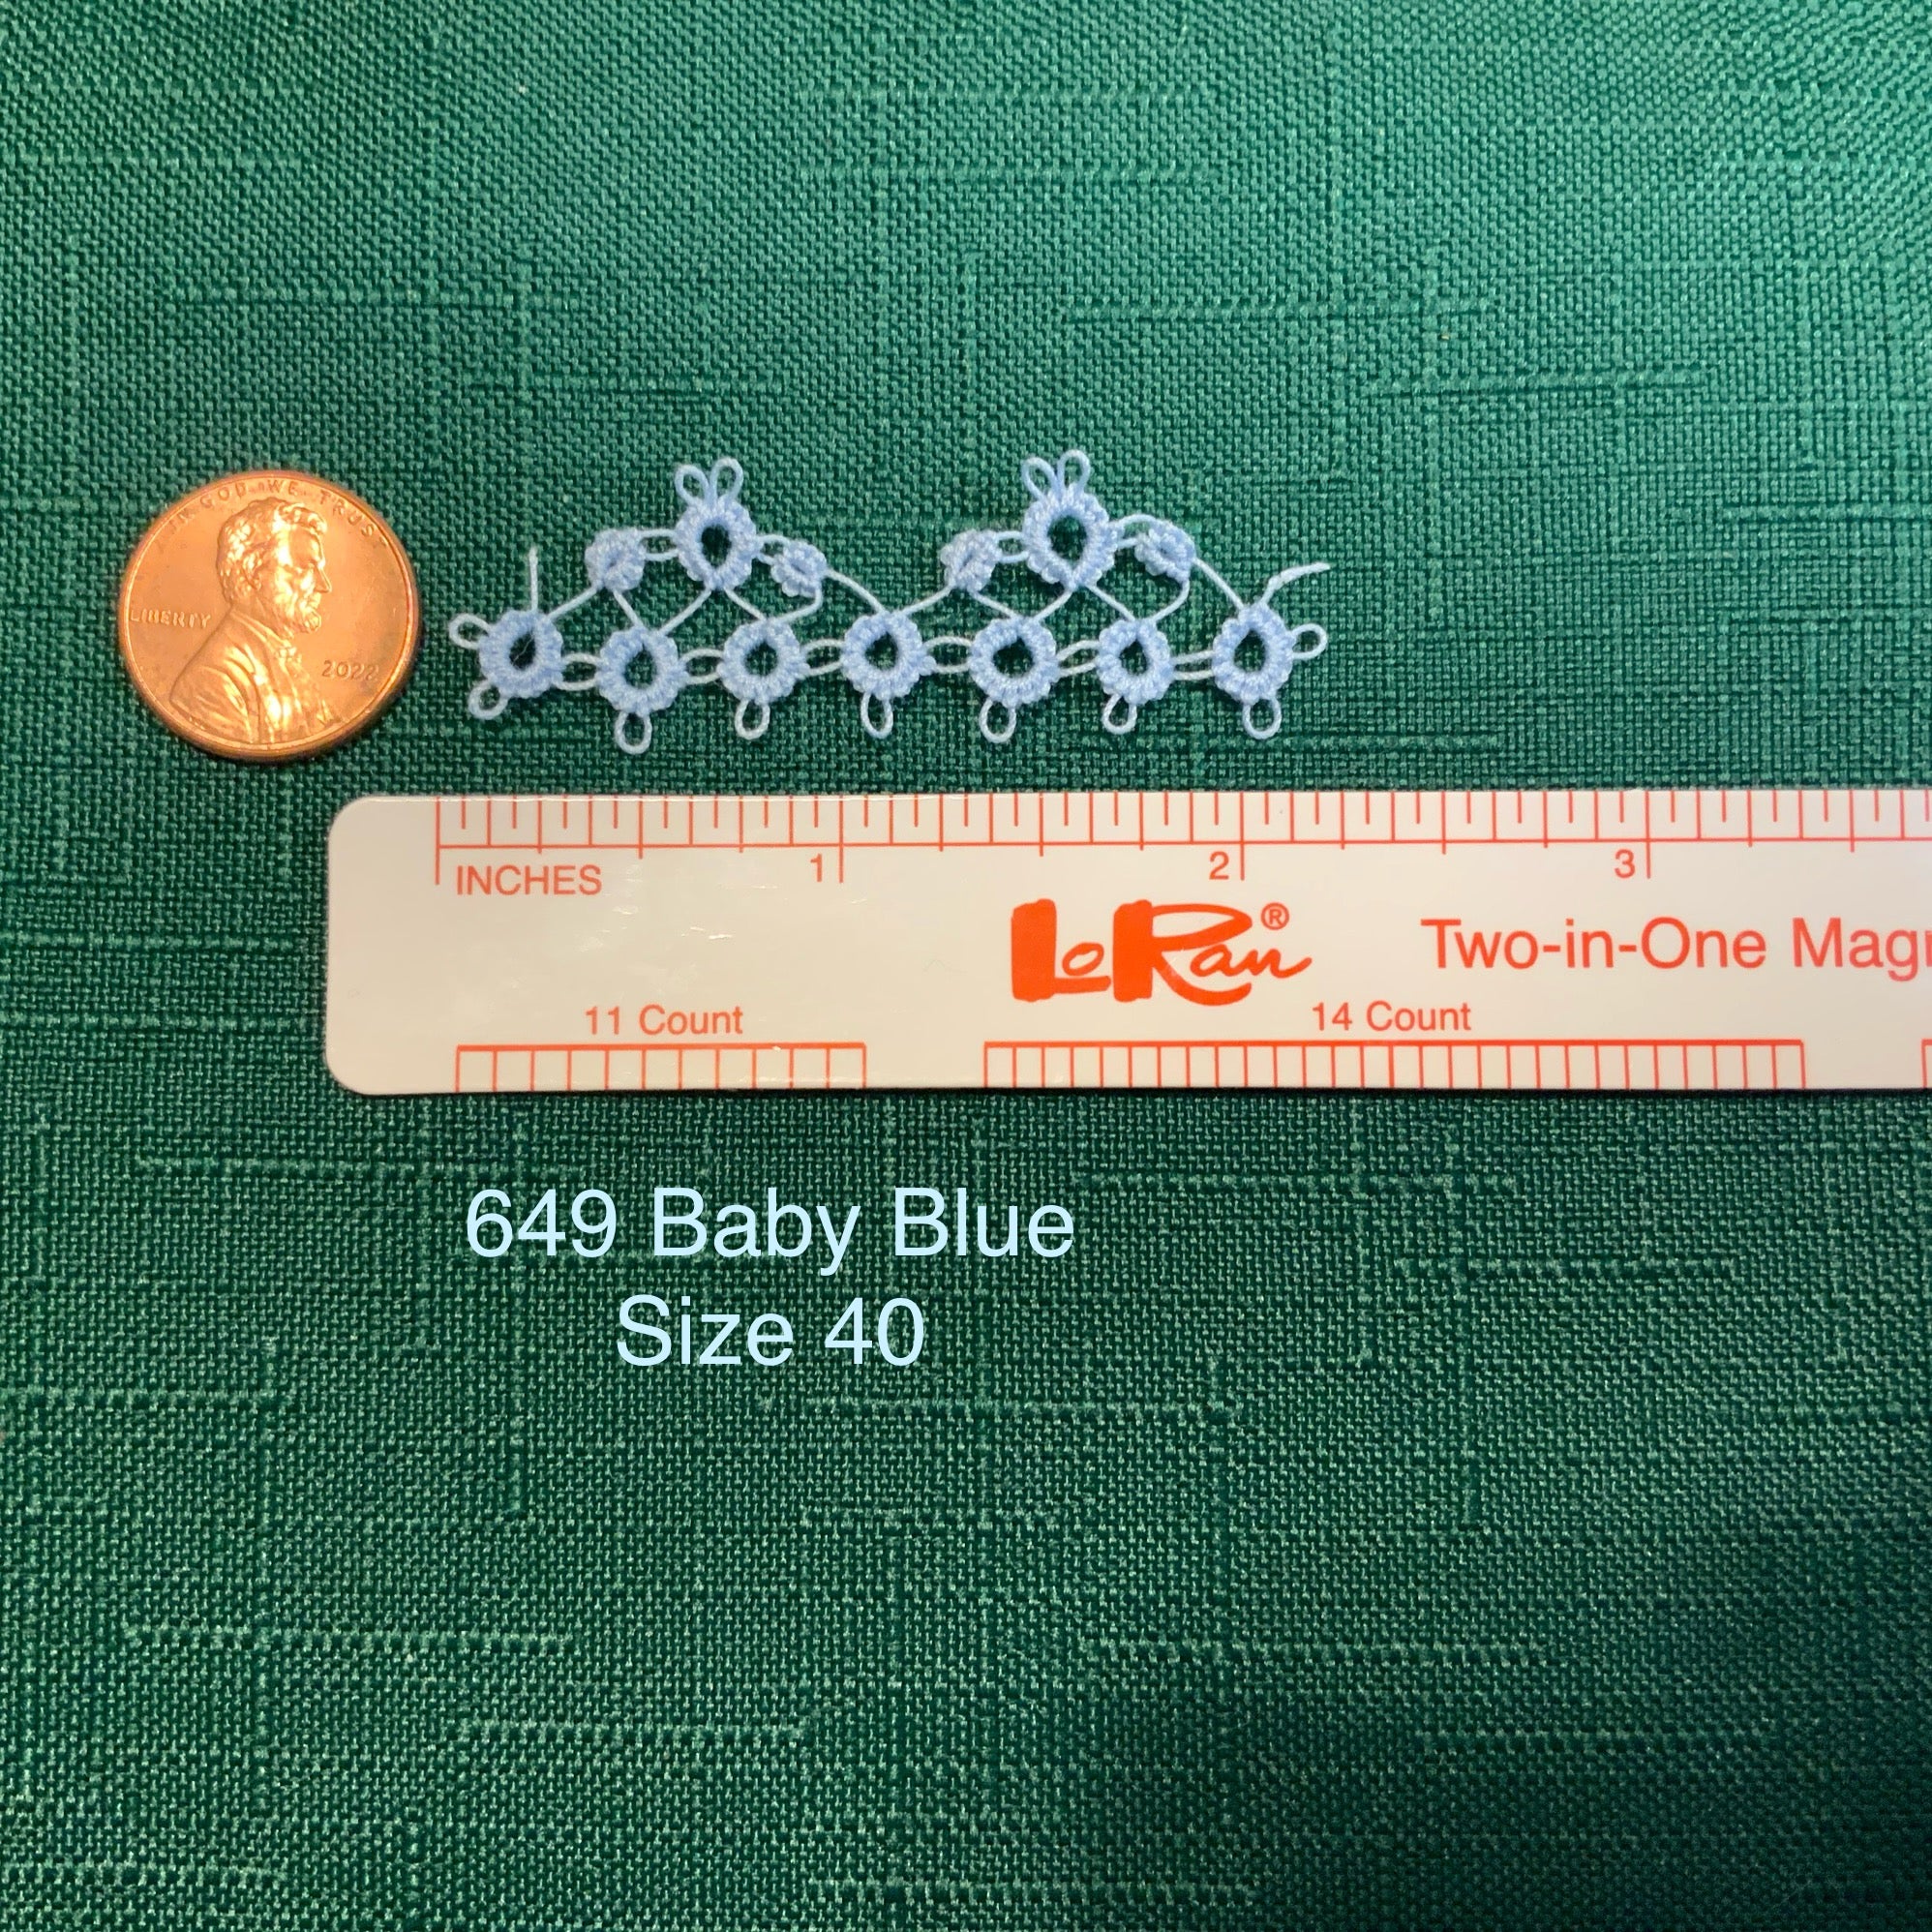 IN GOD WE TRUST
LIBERTY
2022
1 2 3
INCHES
LoRan®
Two-in-One Mag
11 Count
14 Count
649 Baby Blue
Size 40